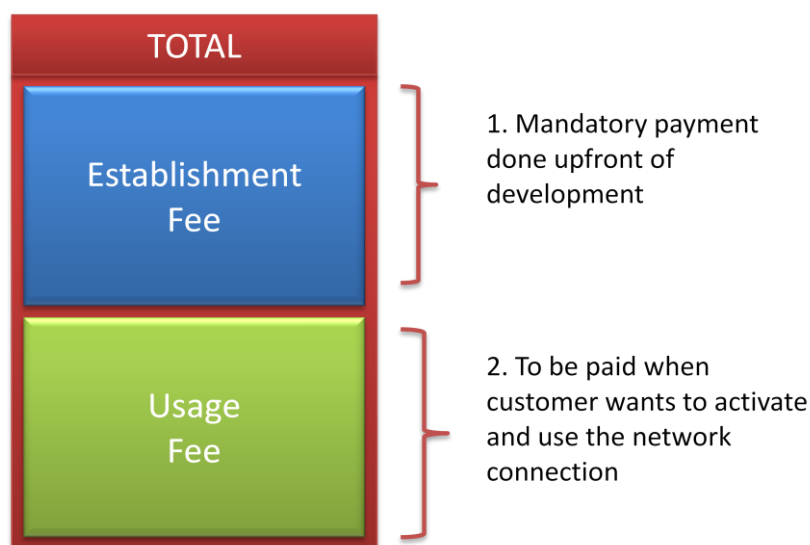 TOTAL
Establishment
Fee
1. Mandatory payment
done upfront of
development
Usage
Fee
2. To be paid when
customer wants to activate
and use the network
connection